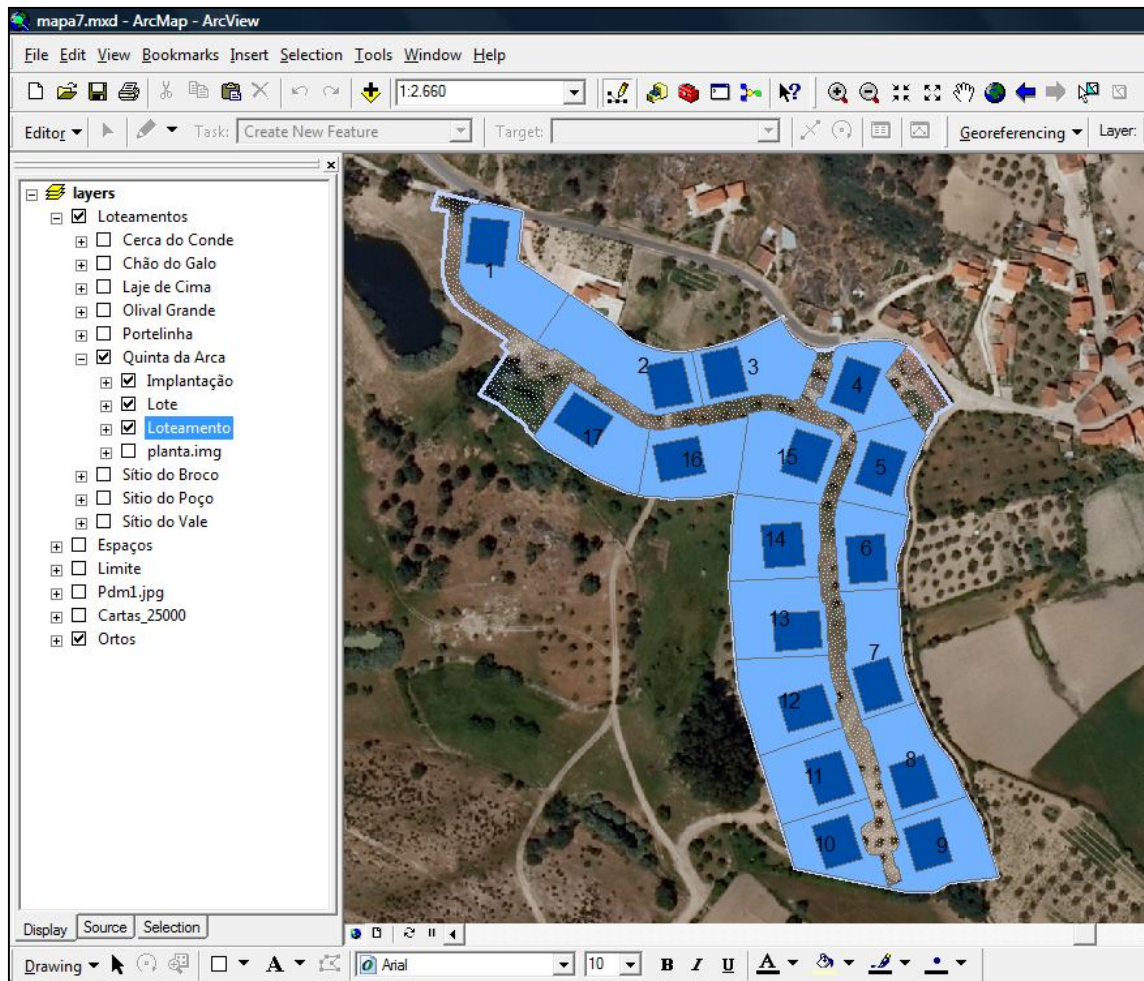 mapa7.mxd - ArcMap - ArcView
File Edit View Bookmarks Insert Selection Tools Window Help
1:2.660
Editor Task: Create New Feature Target: Georeferencing Layer:
layers
Loteamentos
Cerca do Conde
Chão do Galo
Laje de Cima
Olival Grande
Portelinha
Quinta da Arca
Implantação
Lote
Loteamento
planta.img
Sítio do Broco
Sitio do Poço
Sítio do Vale
Espaços
Limite
Pdm1.jpg
Cartas_25000
Ortos
1
2
3
4
17
16
15
5
14
6
13
7
12
11
8
10
9
Display Source Selection
Drawing A Arial 10 B I U A